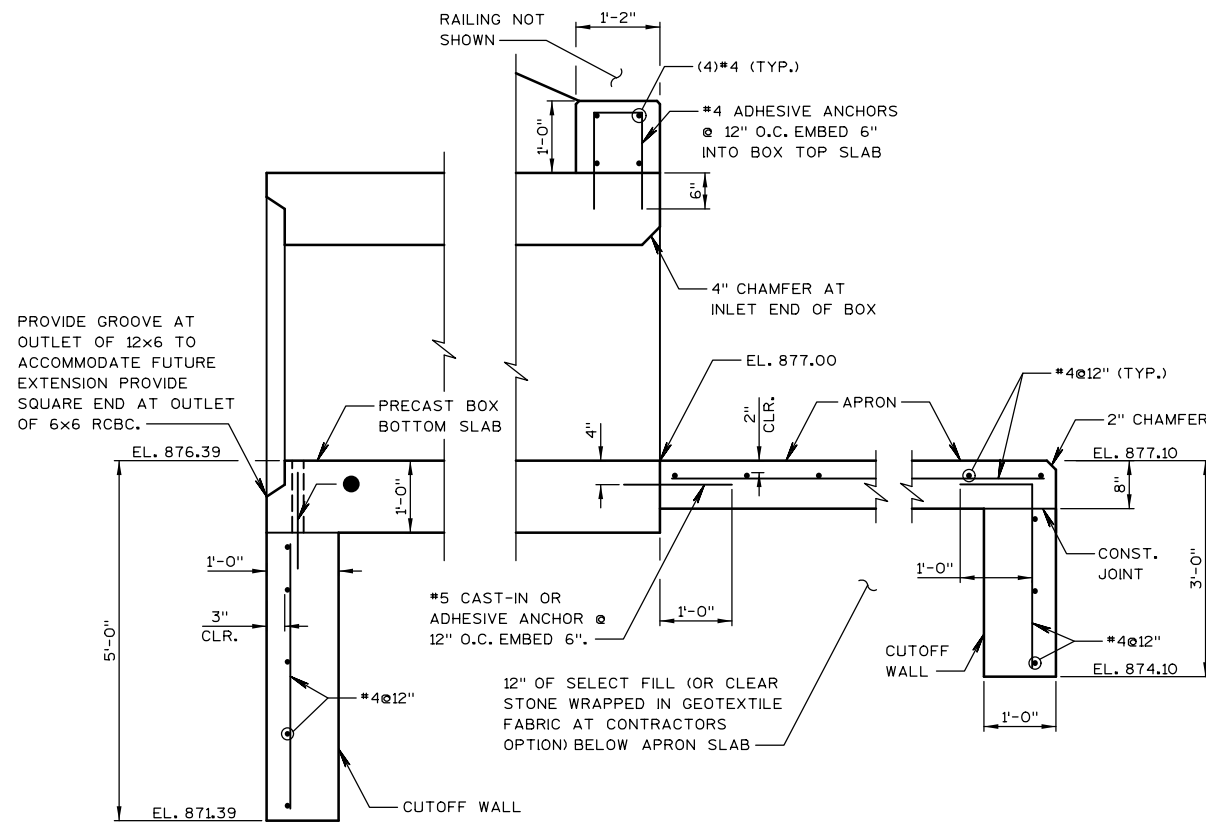 RAILING NOT
SHOWN
1'-2"
(4)#4 (TYP.)
#4 ADHESIVE ANCHORS
@ 12" O.C. EMBED 6"
INTO BOX TOP SLAB
1'-0"
6"
4" CHAMFER AT
INLET END OF BOX
PROVIDE GROOVE AT
OUTLET OF 12x6 TO
ACCOMMODATE FUTURE
EXTENSION PROVIDE
SQUARE END AT OUTLET
OF 6x6 RCBC.
PRECAST BOX
BOTTOM SLAB
EL. 877.00
#4@12" (TYP.)
APRON
2" CHAMFER
4"
2"
CLR.
EL. 876.39
EL. 877.10
1'-0"
8"
1'-0"
3"
CLR.
5'-0"
#5 CAST-IN OR
ADHESIVE ANCHOR @
12" O.C. EMBED 6".
1'-0"
1'-0"
CONST.
JOINT
3'-0"
#4@12"
#4@12"
CUTOFF
WALL
EL. 874.10
12" OF SELECT FILL (OR CLEAR
STONE WRAPPED IN GEOTEXTILE
FABRIC AT CONTRACTORS
OPTION) BELOW APRON SLAB
1'-0"
CUTOFF WALL
EL. 871.39